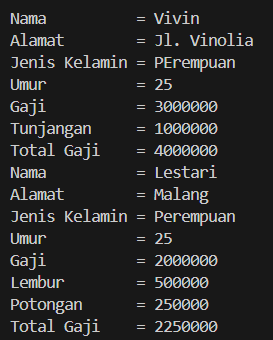 Nama          = Vivin
Alamat        = Jl. Vinolia
Jenis Kelamin = PErempuan
Umur          = 25
Gaji          = 3000000
Tunjangan     = 1000000
Total Gaji    = 4000000
Nama          = Lestari
Alamat        = Malang
Jenis Kelamin = Perempuan
Umur          = 25
Gaji          = 2000000
Lembur        = 500000
Potongan      = 250000
Total Gaji    = 2250000